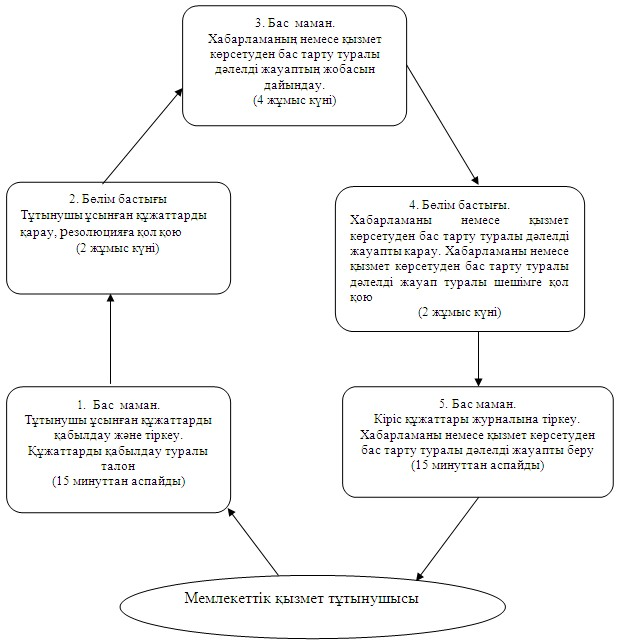 3. Бас маман.
Хабарламаның немесе қызмет
көрсетуден бас тарту туралы
дәлелді жауаптың жобасын
дайындау.
(4 жұмыс күні)
2. Бөлім бастығы
Тұтынушы ұсынған құжаттарды
қарау, резолюцияға қол қою
(2 жұмыс күні)
4. Бөлім бастығы.
Хабарламаны немесе қызмет
көрсетуден бас тарту туралы дәлелді
жауапты карау. Хабарламаны немесе
қызмет көрсетуден бас тарту туралы
дәлелді жауап туралы шешімге қол
қою
(2 жұмыс күні)
1. Бас маман.
Тұтынушы ұсынған құжаттарды
қабылдау және тіркеу.
Құжаттарды қабылдау туралы
талон
(15 минуттан аспайды)
5. Бас маман.
Кіріс құжаттары журналына тіркеу.
Хабарламаны немесе қызмет көрсетуден
бас тарту туралы дәлелді жауапты беру
(15 минуттан аспайды)
Мемлекеттік қызмет тұтынушысы